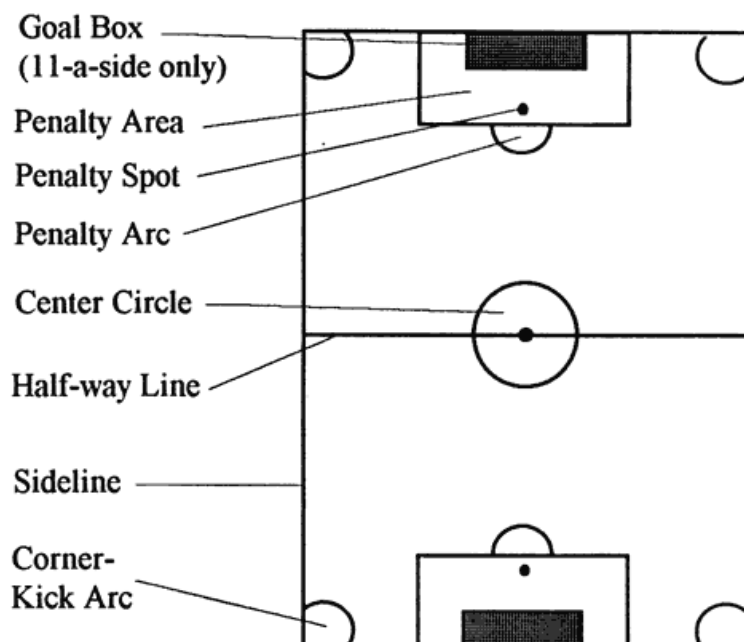 Goal Box
(11-a-side only)
Penalty Area
Penalty Spot
Penalty Arc
Center Circle
Half-way Line
Sideline
Corner-
Kick Arc